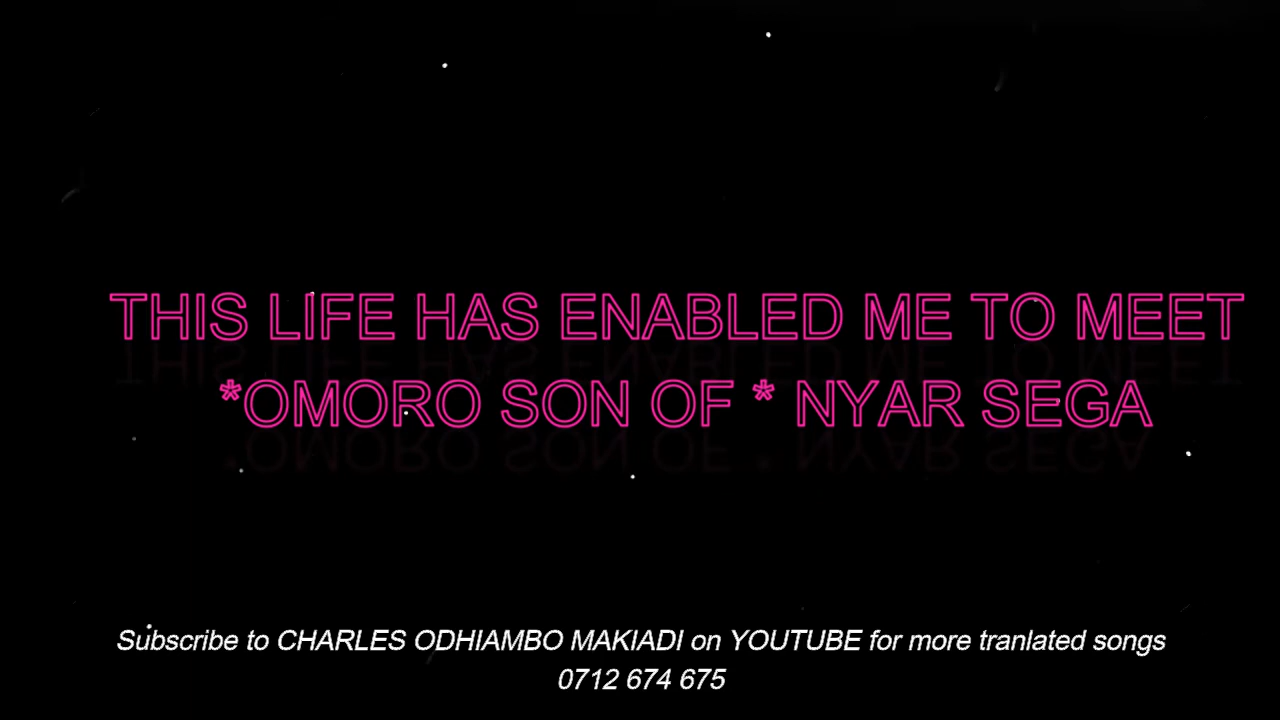 THIS LIFE HAS ENABLED ME TO MEET
*OMORO SON OF * NYAR SEGA
Subscribe to CHARLES ODHIAMBO MAKIADI on YOUTUBE for more tranlated songs
0712 674 675